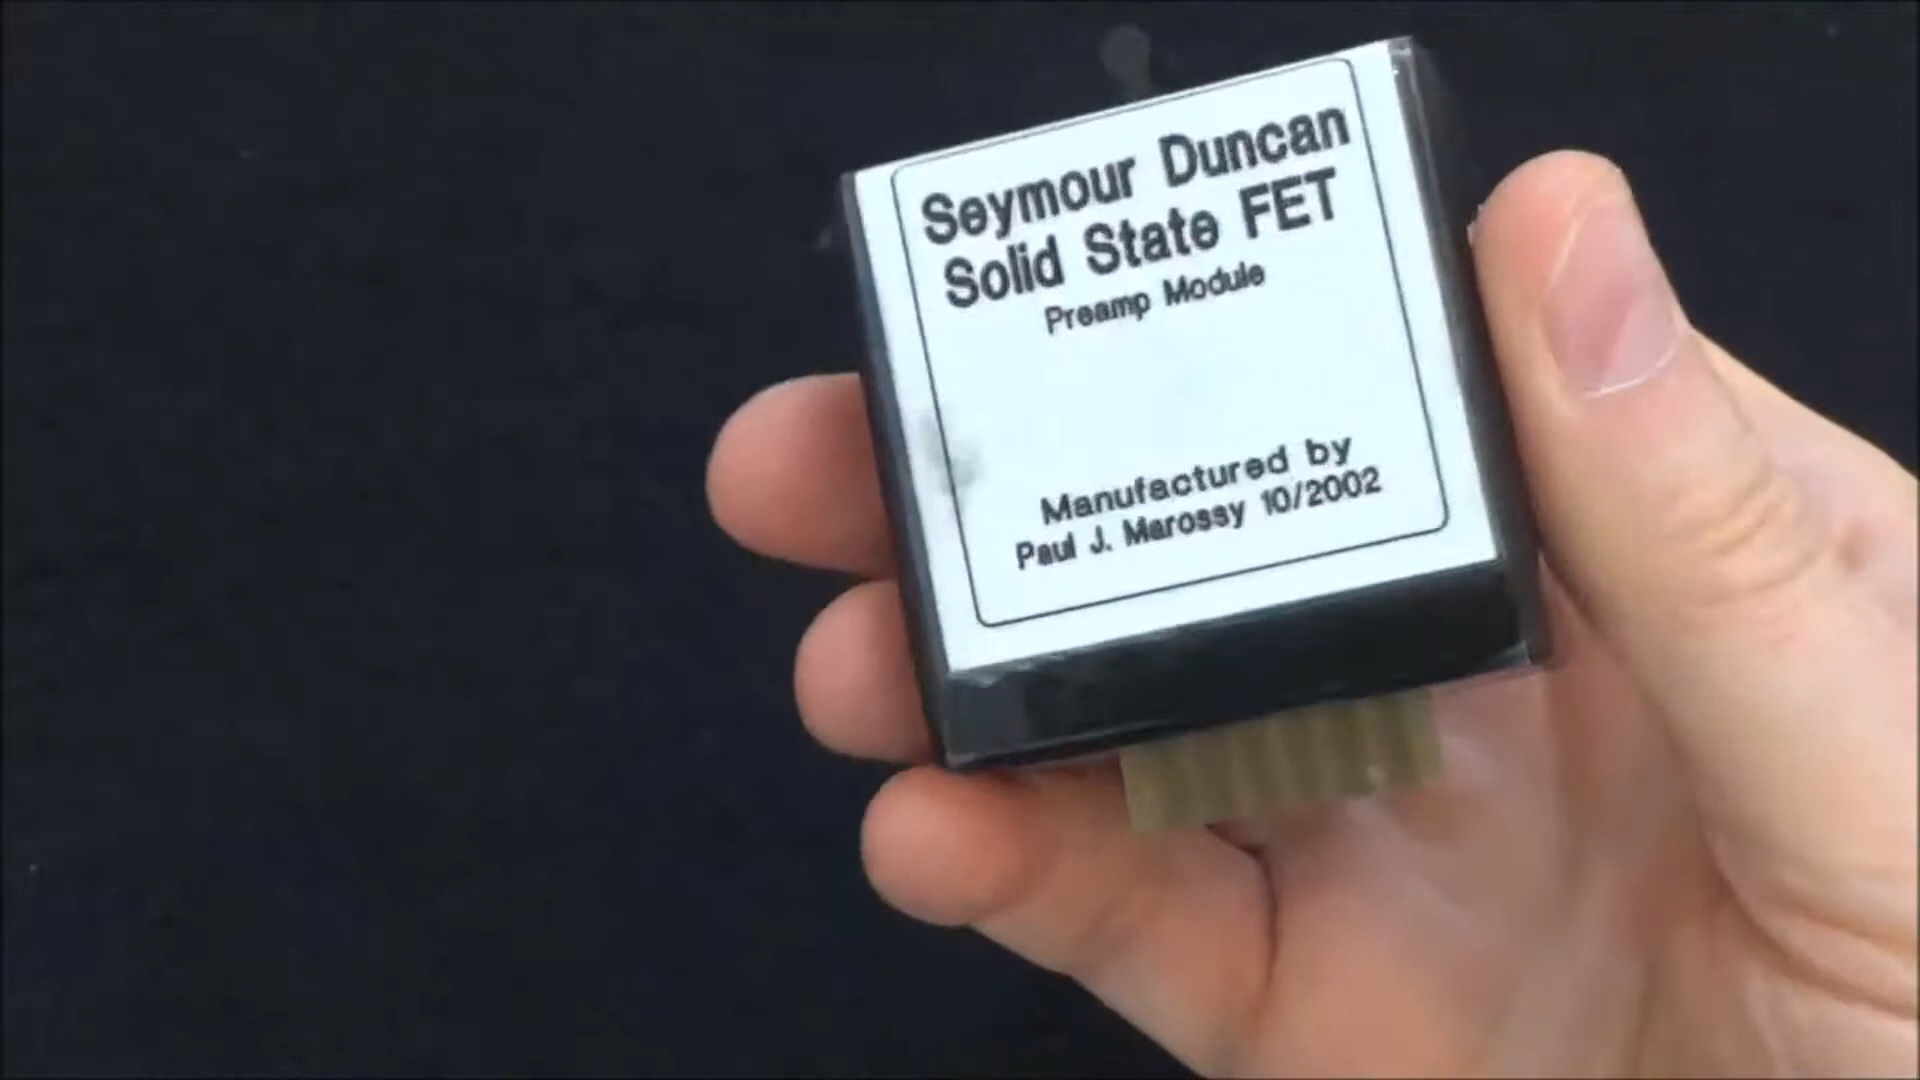 Seymour Duncan
Solid State FET
Preamp Module
Manufactured by
Paul J. Marossy 10/2002